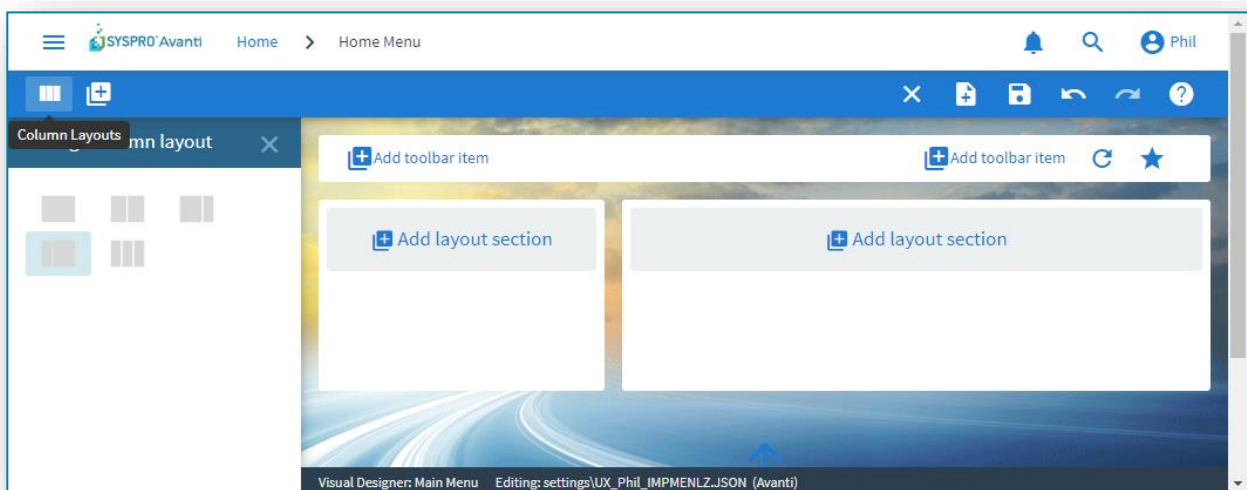 SYSPRO Avanti Home Home Menu Phil
Column Layouts mn layout
Add toolbar item Add toolbar item
Add layout section Add layout section
Visual Designer: Main Menu Editing: settings\UX_Phil_IMPMENLZ.JSON (Avanti)